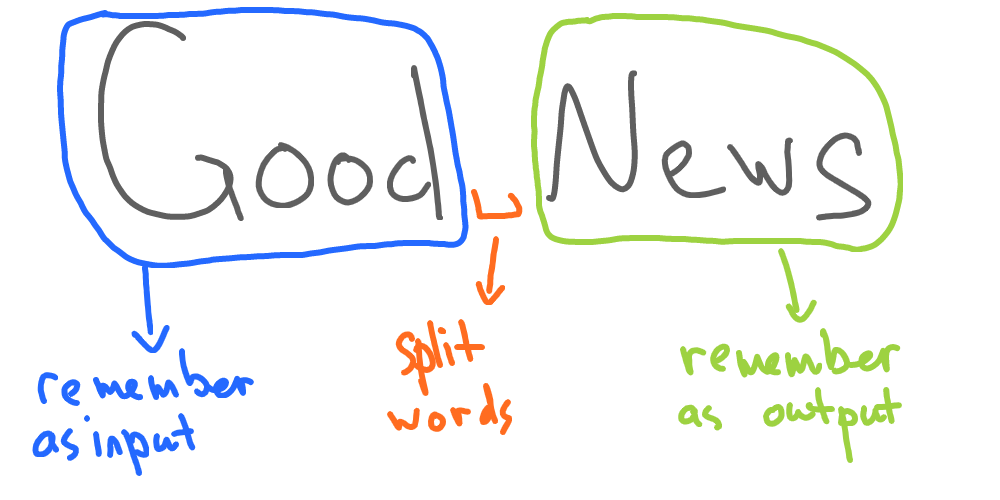 Good News
remember
as input
split
words
remember
as output